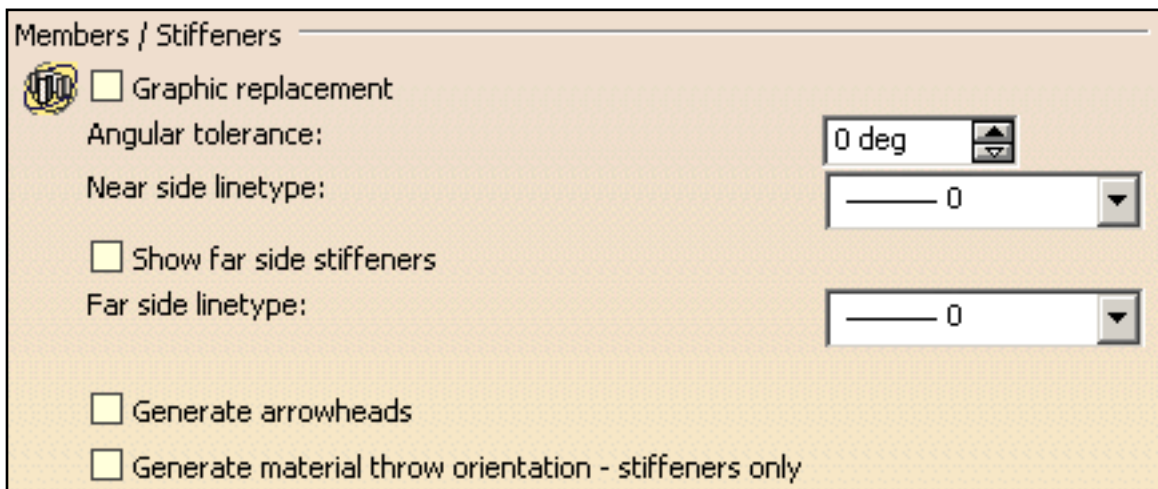 Members / Stiffeners
Graphic replacement
Angular tolerance: 0 deg
Near side linetype: 0
Show far side stiffeners
Far side linetype: 0
Generate arrowheads
Generate material throw orientation - stiffeners only